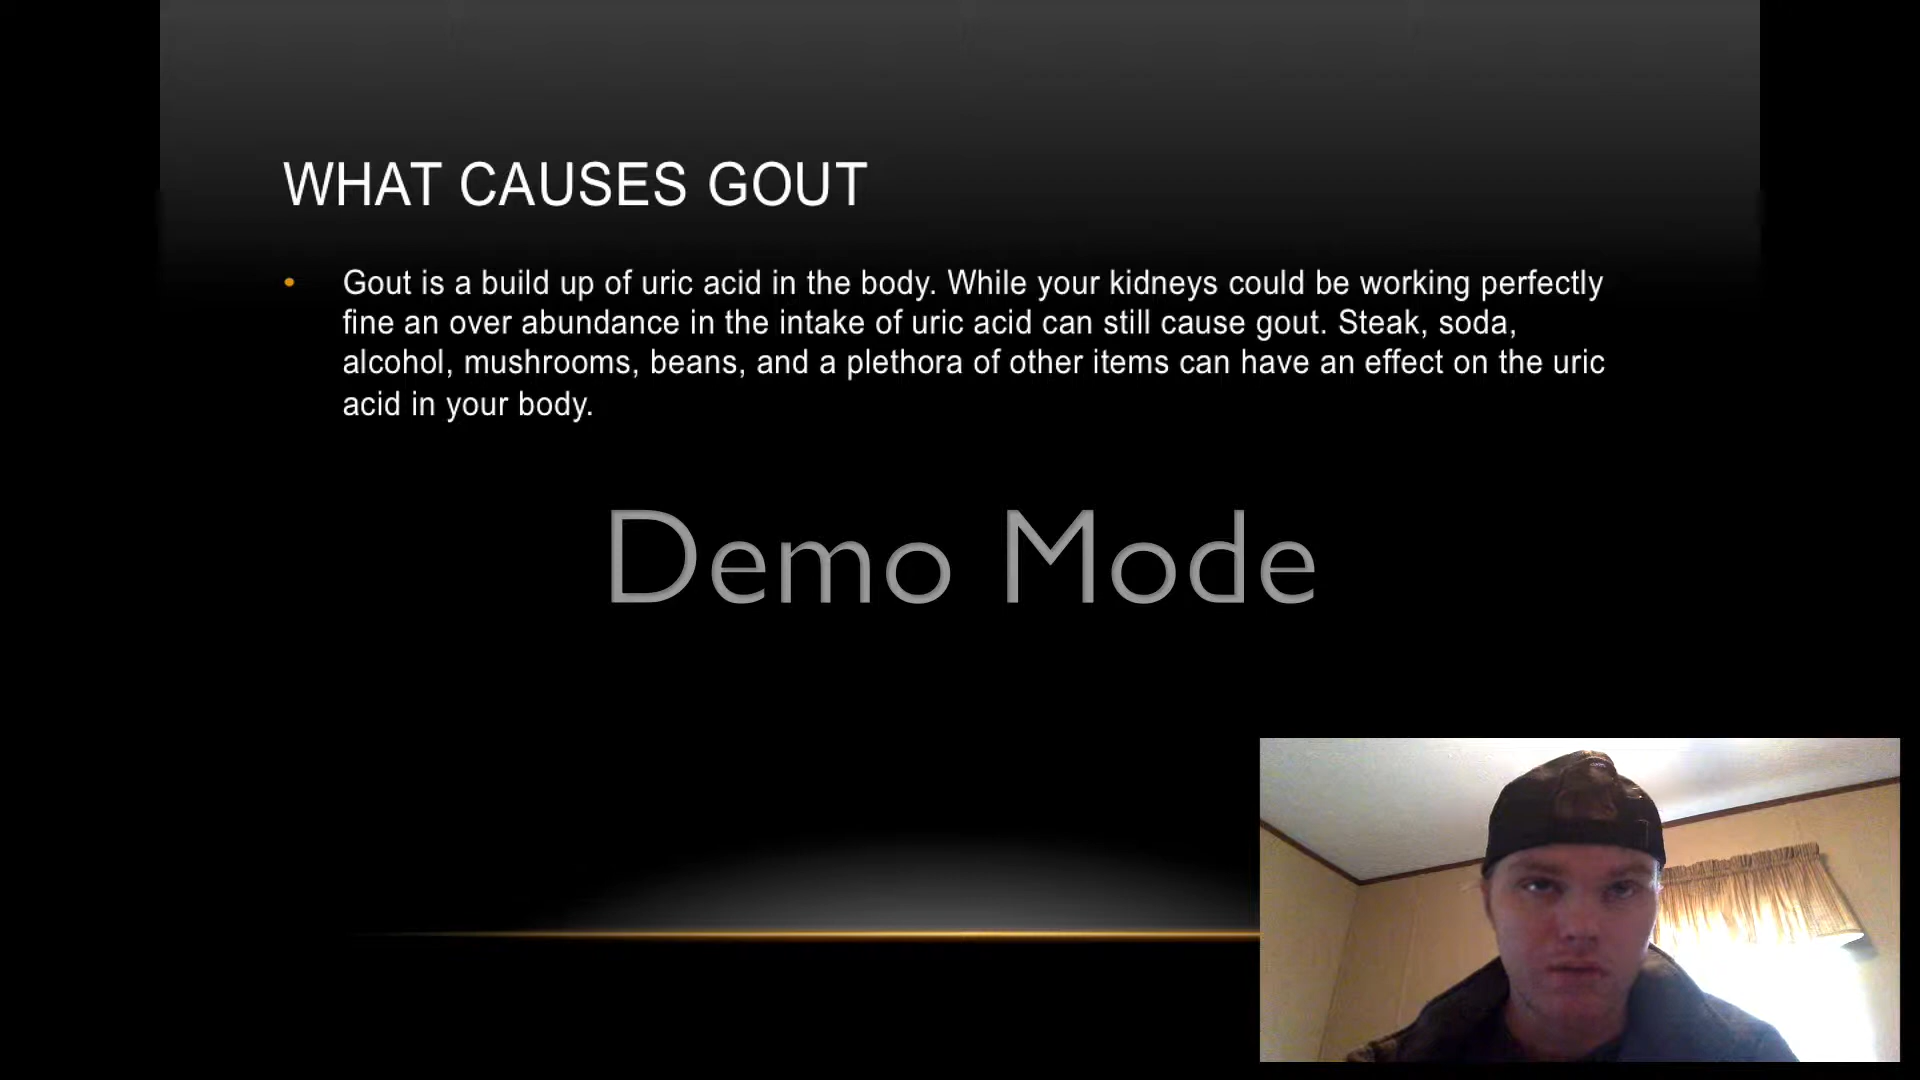 WHAT CAUSES GOUT
• Gout is a build up of uric acid in the body. While your kidneys could be working perfectly
fine an over abundance in the intake of uric acid can still cause gout. Steak, soda,
alcohol, mushrooms, beans, and a plethora of other items can have an effect on the uric
acid in your body.
Demo Mode